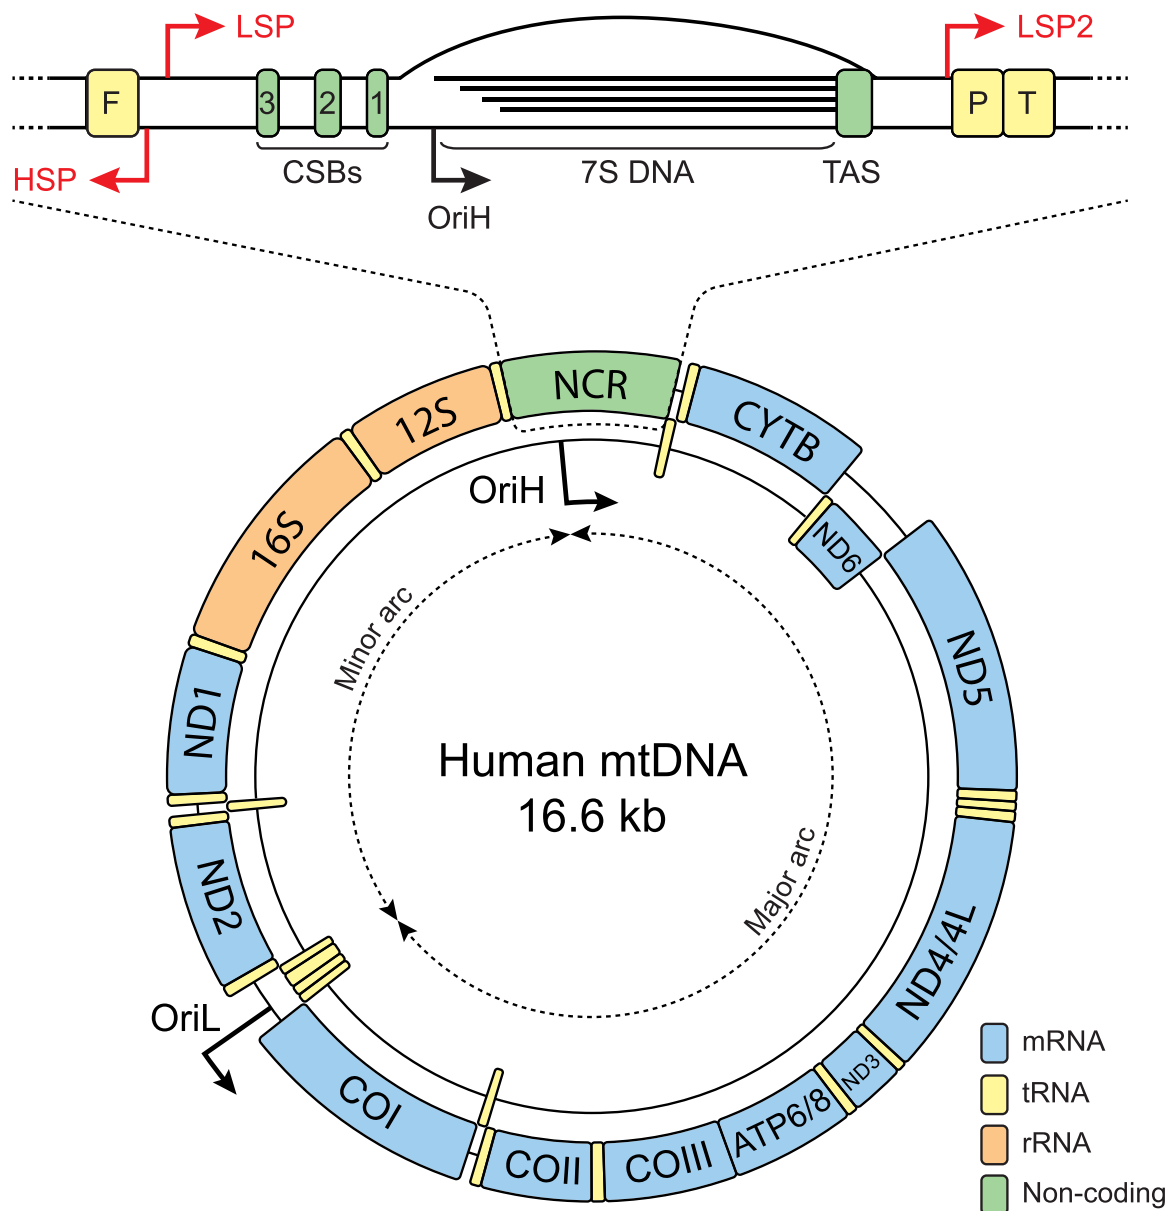 LSP
LSP2
F
3
2
1
P
T
HSP
CSBs
7S DNA
TAS
OriH
NCR
12S
CYTB
16S
OriH
ND6
Minor arc
ND5
ND1
Human mtDNA
16.6 kb
Major arc
ND2
ND4/4L
OriL
COI
COII
COIII
ATP6/8
ND3
mRNA
tRNA
rRNA
Non-coding